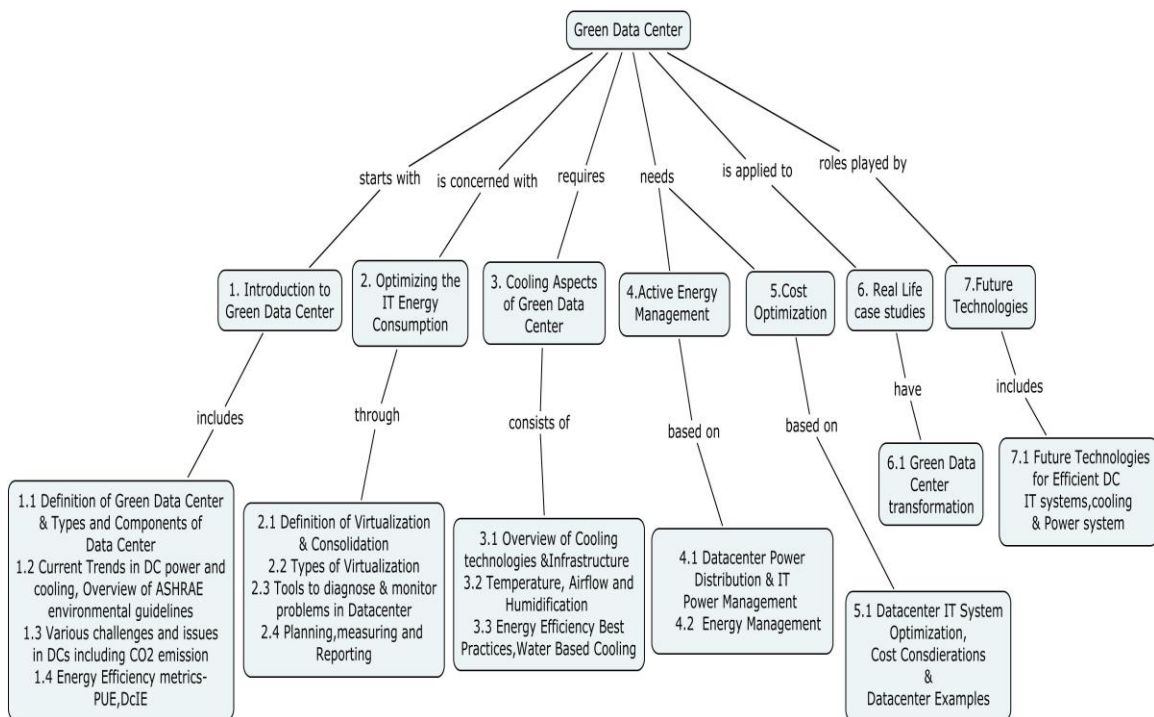 Green Data Center
starts with
is concerned with
requires
needs
is applied to
roles played by
1. Introduction to
Green Data Center
2. Optimizing the
IT Energy
Consumption
3. Cooling Aspects
of Green Data
Center
4.Active Energy
Management
5.Cost
Optimization
6. Real Life
case studies
7.Future
Technologies
includes
through
consists of
based on
based on
have
includes
1.1 Definition of Green Data Center
& Types and Components of
Data Center
1.2 Current Trends in DC power and
cooling, Overview of ASHRAE
environmental guidelines
1.3 Various challenges and issues
in DCs including CO2 emission
1.4 Energy Efficiency metrics-
PUE,DcIE
2.1 Definition of Virtualization
& Consolidation
2.2 Types of Virtualization
2.3 Tools to diagnose & monitor
problems in Datacenter
2.4 Planning,measuring and
Reporting
3.1 Overview of Cooling
technologies &Infrastructure
3.2 Temperature, Airflow and
Humidification
3.3 Energy Efficiency Best
Practices,Water Based Cooling
4.1 Datacenter Power
Distribution & IT
Power Management
4.2 Energy Management
5.1 Datacenter IT System
Optimization,
Cost Consdierations
&
Datacenter Examples
6.1 Green Data
Center
transformation
7.1 Future Technologies
for Efficient DC
IT systems,cooling
& Power system